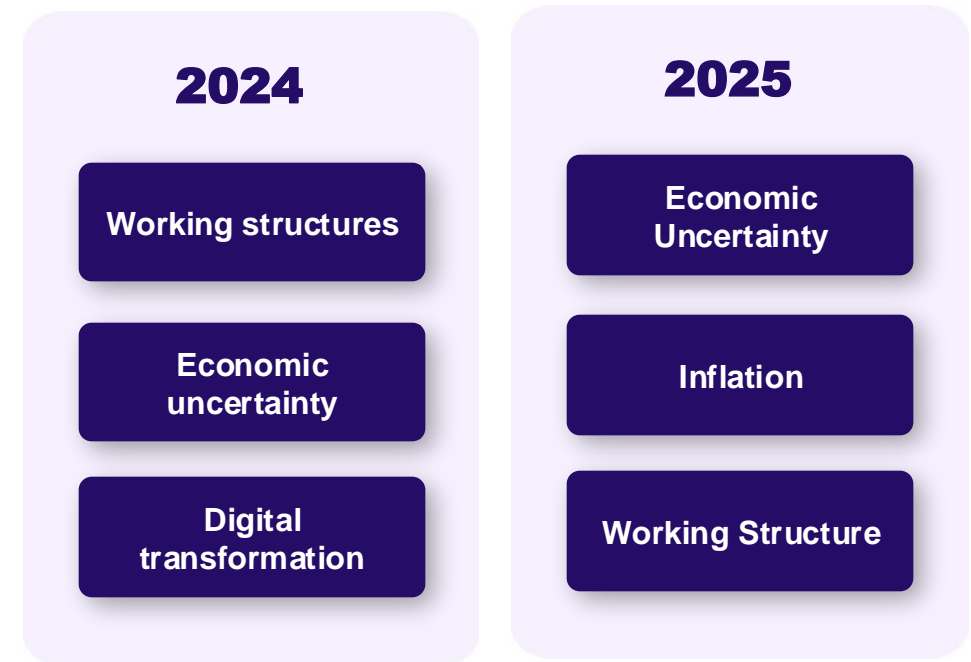 2024
Working structures
Economic
uncertainty
Digital
transformation
2025
Economic
Uncertainty
Inflation
Working Structure